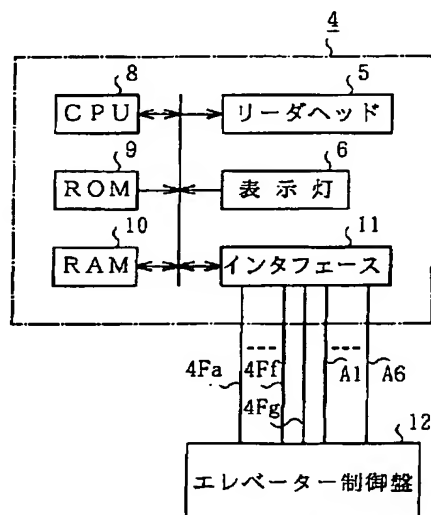 4
8
CPU
5
リーダヘッド
9
ROM
6
表示灯
10
RAM
11
インタフェース
4Fa
4Ff
4Fg
A1
A6
12
エレベーター制御盤